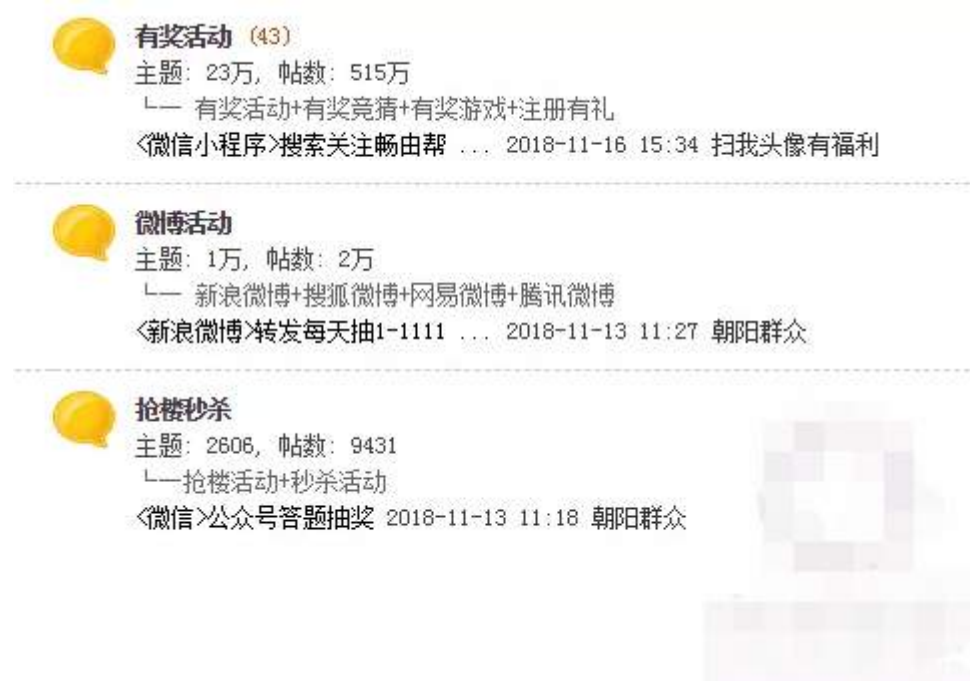 有奖活动 (43)
主题: 23万, 帖数: 515万
└— 有奖活动+有奖竞猜+有奖游戏+注册有礼
<微信小程序>搜索关注畅由帮 ... 2018-11-16 15:34 扫我头像有福利
微博活动
主题: 1万, 帖数: 2万
└— 新浪微博+搜狐微博+网易微博+腾讯微博
<新浪微博>转发每天抽1-1111 ... 2018-11-13 11:27 朝阳群众
抢楼秒杀
主题: 2606, 帖数: 9431
└—抢楼活动+秒杀活动
<微信>公众号答题抽奖 2018-11-13 11:18 朝阳群众